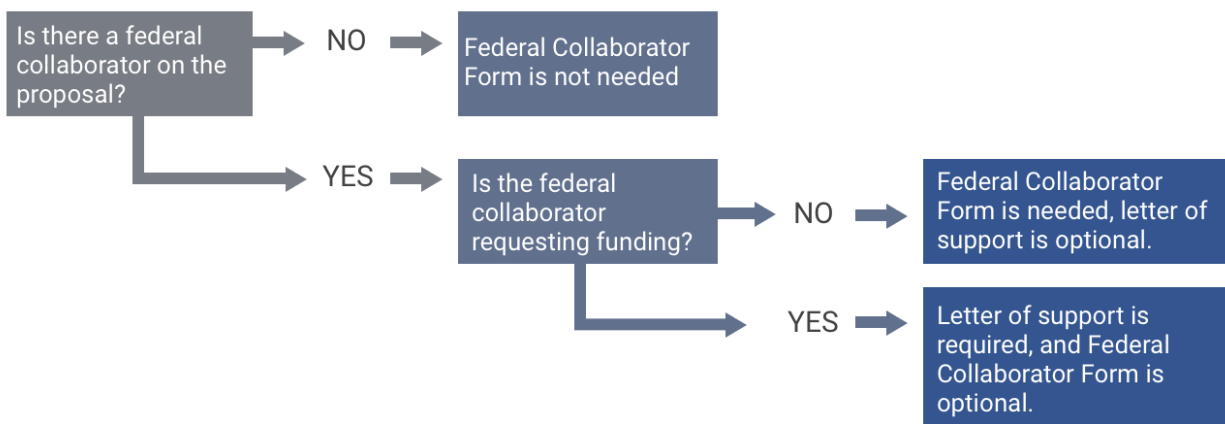 Is there a federal
collaborator on the
proposal?
NO
Federal Collaborator
Form is not needed
YES
Is the federal
collaborator
requesting funding?
NO
Federal Collaborator
Form is needed, letter of
support is optional.
YES
Letter of support is
required, and Federal
Collaborator Form is
optional.